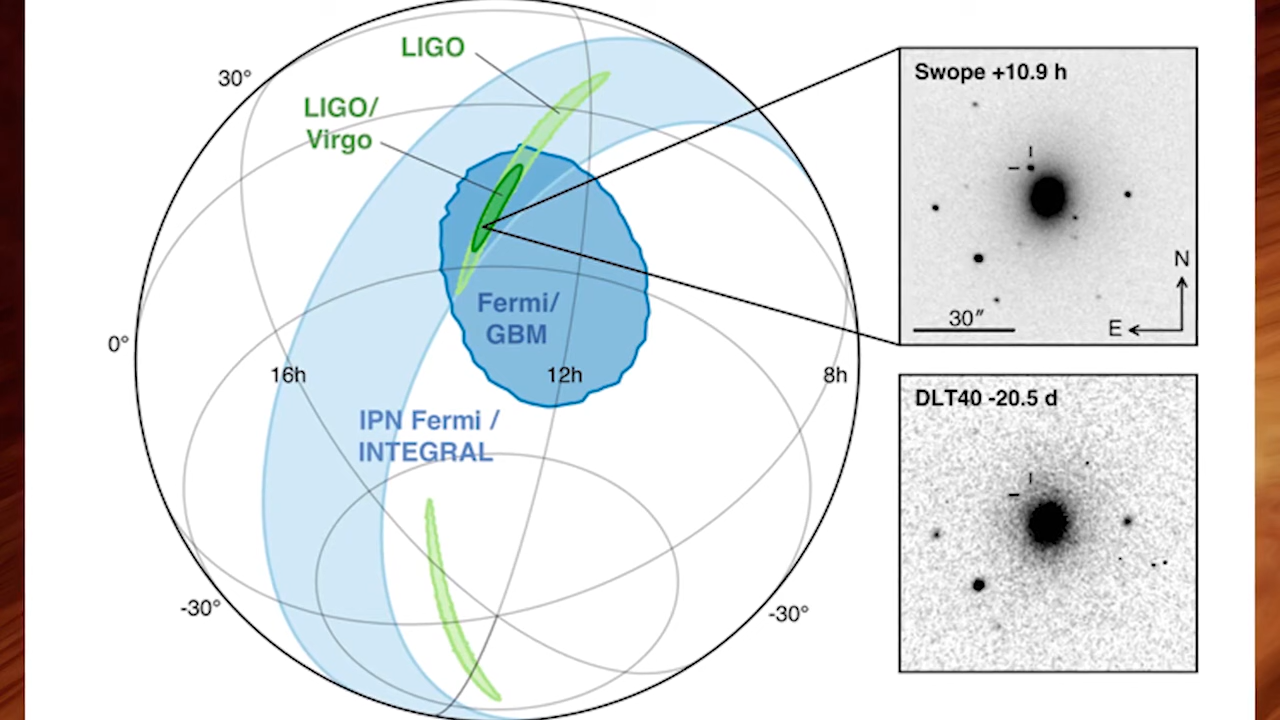 LIGO
30°
LIGO/
Virgo
Fermi/
GBM
0°
16h
12h
8h
IPN Fermi /
INTEGRAL
-30°
-30°
Swope +10.9 h
N
30″
E
DLT40 -20.5 d